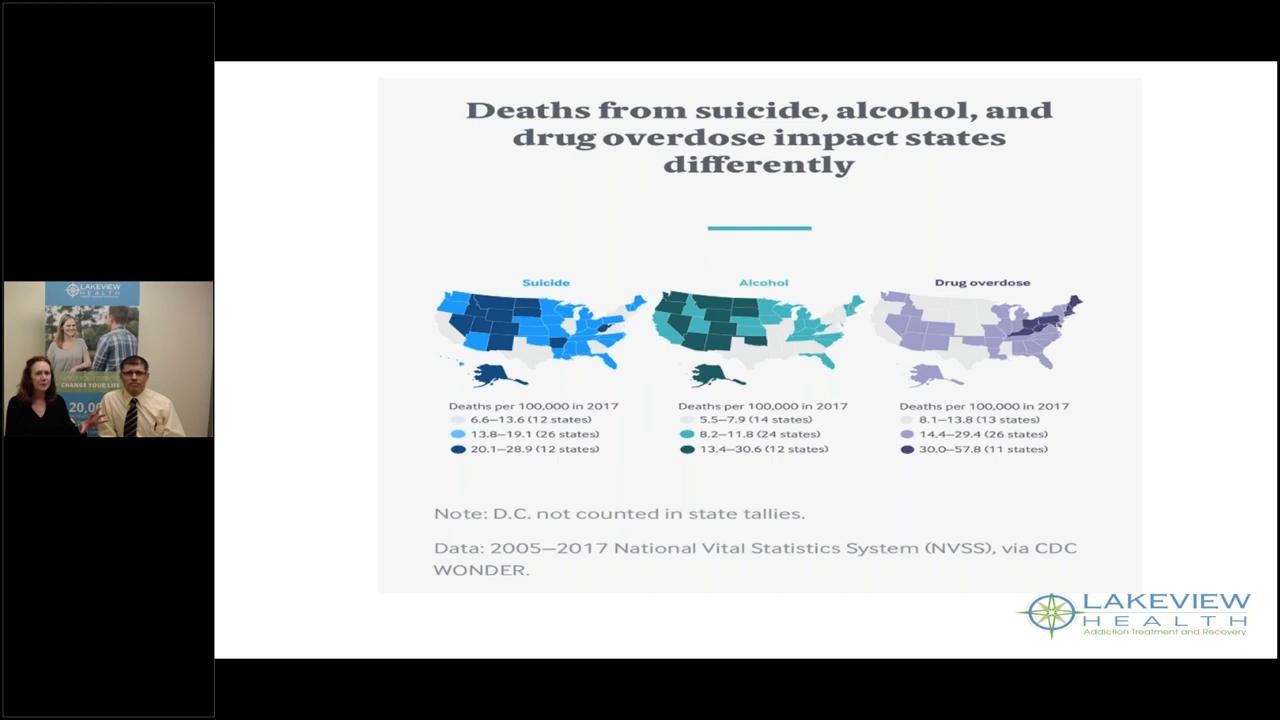 Deaths from suicide, alcohol, and
drug overdose impact states
differently
Suicide
Alcohol
Drug overdose
Deaths per 100,000 in 2017
6.6–13.6 (12 states)
13.8–19.1 (26 states)
20.1–28.9 (12 states)
Deaths per 100,000 in 2017
5.5–7.9 (14 states)
8.2–11.8 (24 states)
13.4–30.6 (12 states)
Deaths per 100,000 in 2017
8.1–13.8 (13 states)
14.4–29.4 (26 states)
30.0–57.8 (11 states)
Note: D.C. not counted in state tallies.
Data: 2005–2017 National Vital Statistics System (NVSS), via CDC
WONDER.
LAKEVIEW
HEALTH
Addiction Treatment and Recovery
LAKEVIEW
HEALTH
CHANGE YOUR LIFE